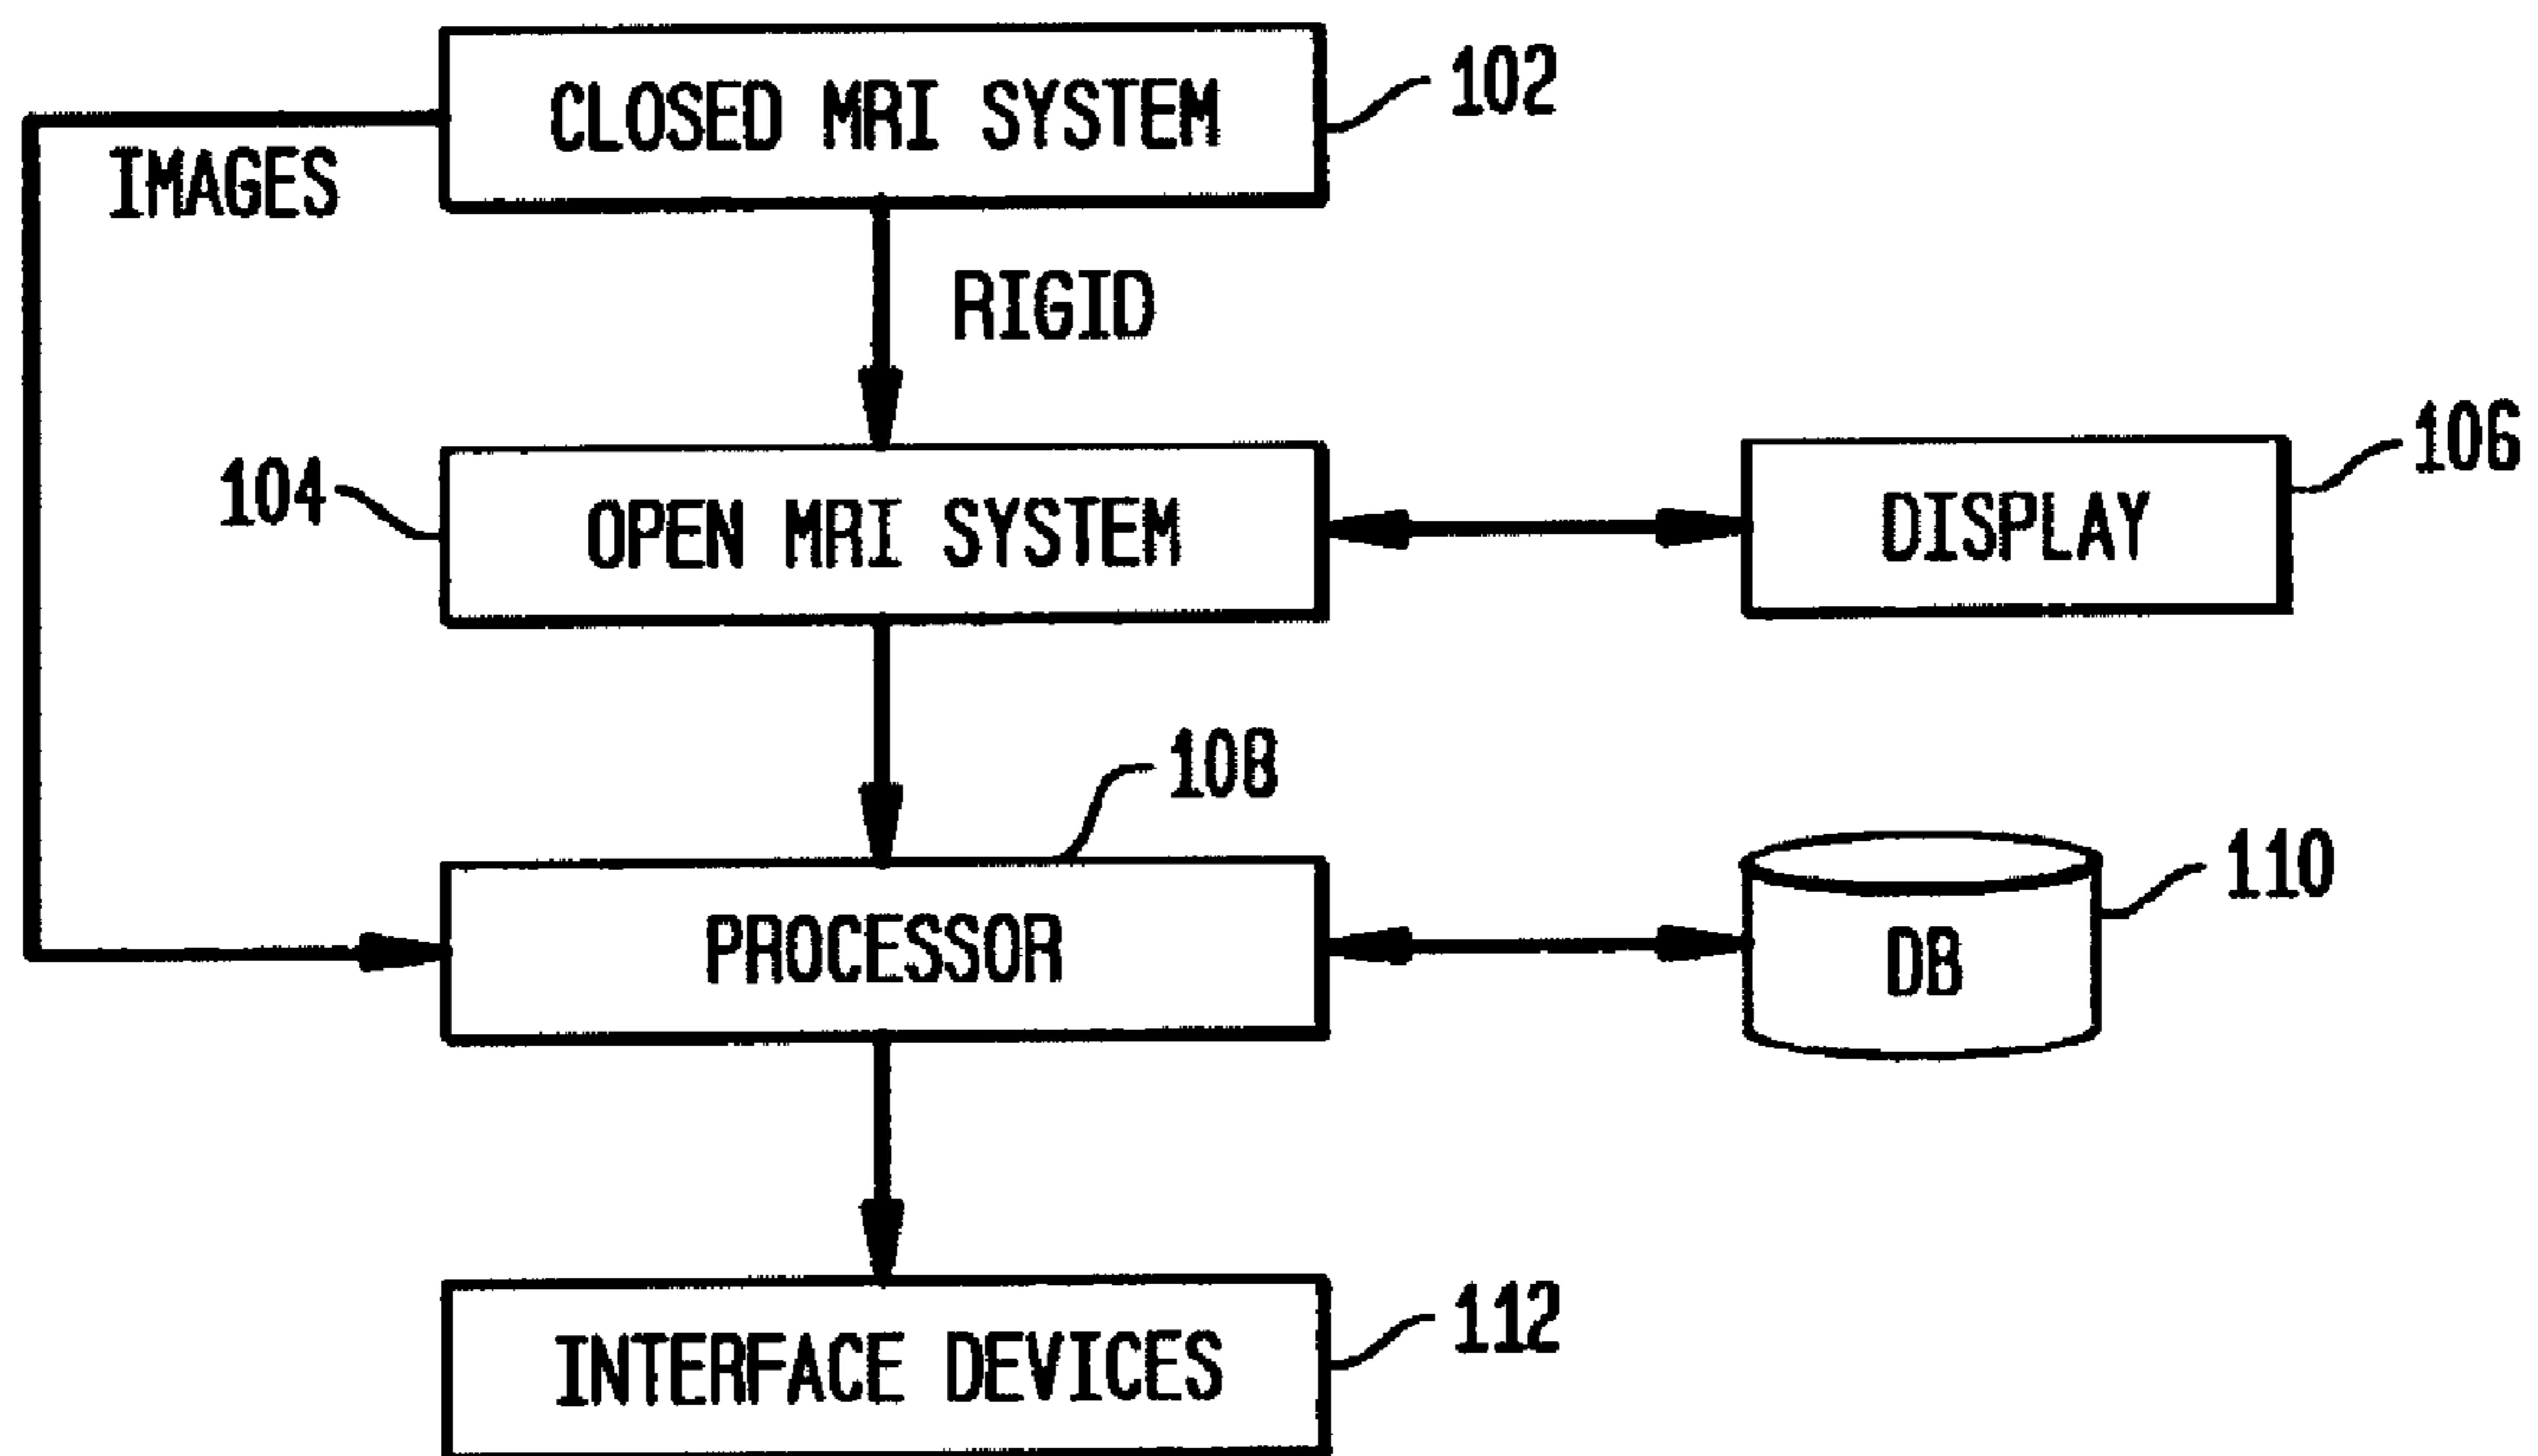 CLOSED MRI SYSTEM
102
IMAGES
RIGID
104
OPEN MRI SYSTEM
DISPLAY
106
108
PROCESSOR
DB
110
INTERFACE DEVICES
112